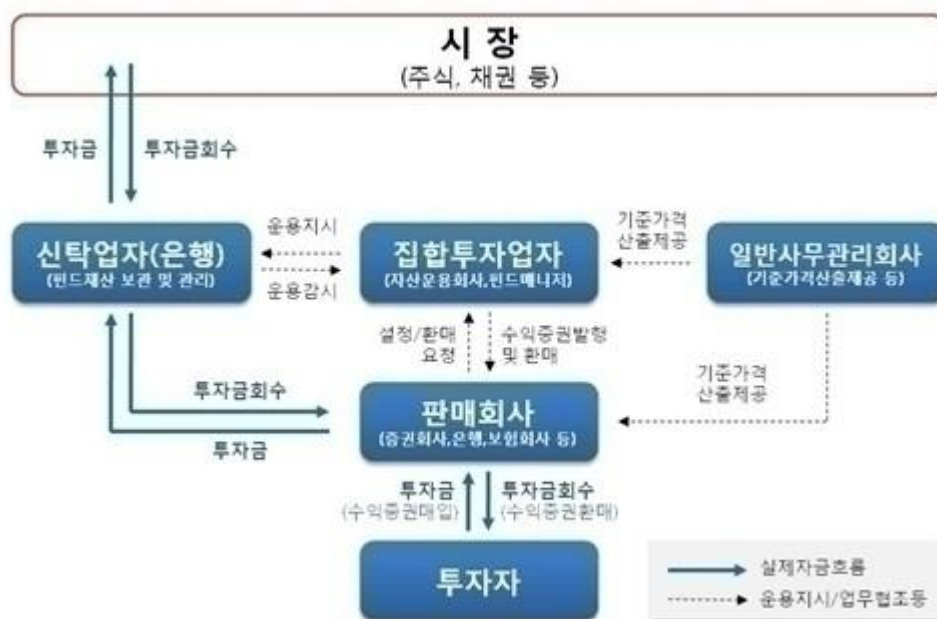 시 장
(주식, 채권 등)
투자금
투자금회수
신탁업자(은행)
(펀드재산 보관 및 관리)
운용지시
운용감시
집합투자업자
(자산운용회사,펀드매니저)
기준가격
산출제공
일반사무관리회사
(기준가격산출제공 등)
설정/환매
요청
수익증권발행
및 환매
기준가격
산출제공
투자금회수
투자금
판매회사
(증권회사,은행,보험회사 등)
투자금
(수익증권매입)
투자금회수
(수익증권환매)
투자자
실제자금흐름
운용지시/업무협조등